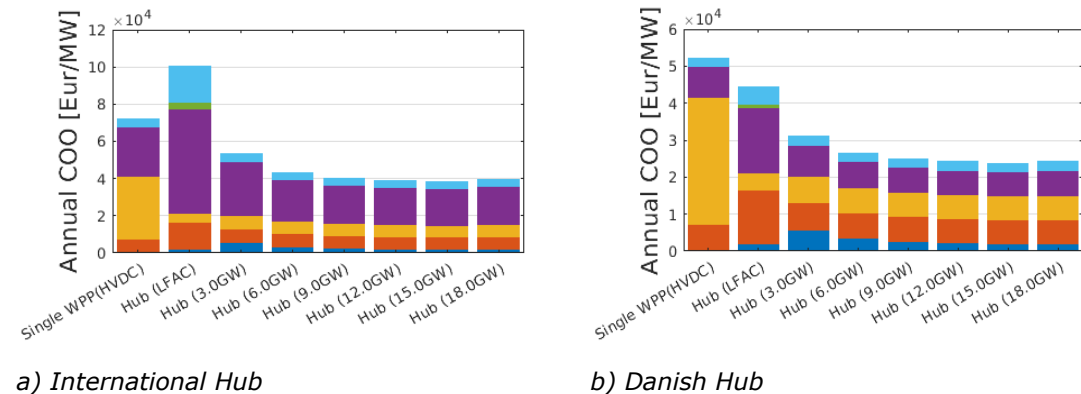 ×10⁴
12
10
8
6
4
2
0
Annual COO [Eur/MW]
Single WPP(HVDC)
Hub (LFAC)
Hub (3.0GW)
Hub (6.0GW)
Hub (9.0GW)
Hub (12.0GW)
Hub (15.0GW)
Hub (18.0GW)
a) International Hub
×10⁴
6
5
4
3
2
1
0
Annual COO [Eur/MW]
Single WPP(HVDC)
Hub (LFAC)
Hub (3.0GW)
Hub (6.0GW)
Hub (9.0GW)
Hub (12.0GW)
Hub (15.0GW)
Hub (18.0GW)
b) Danish Hub